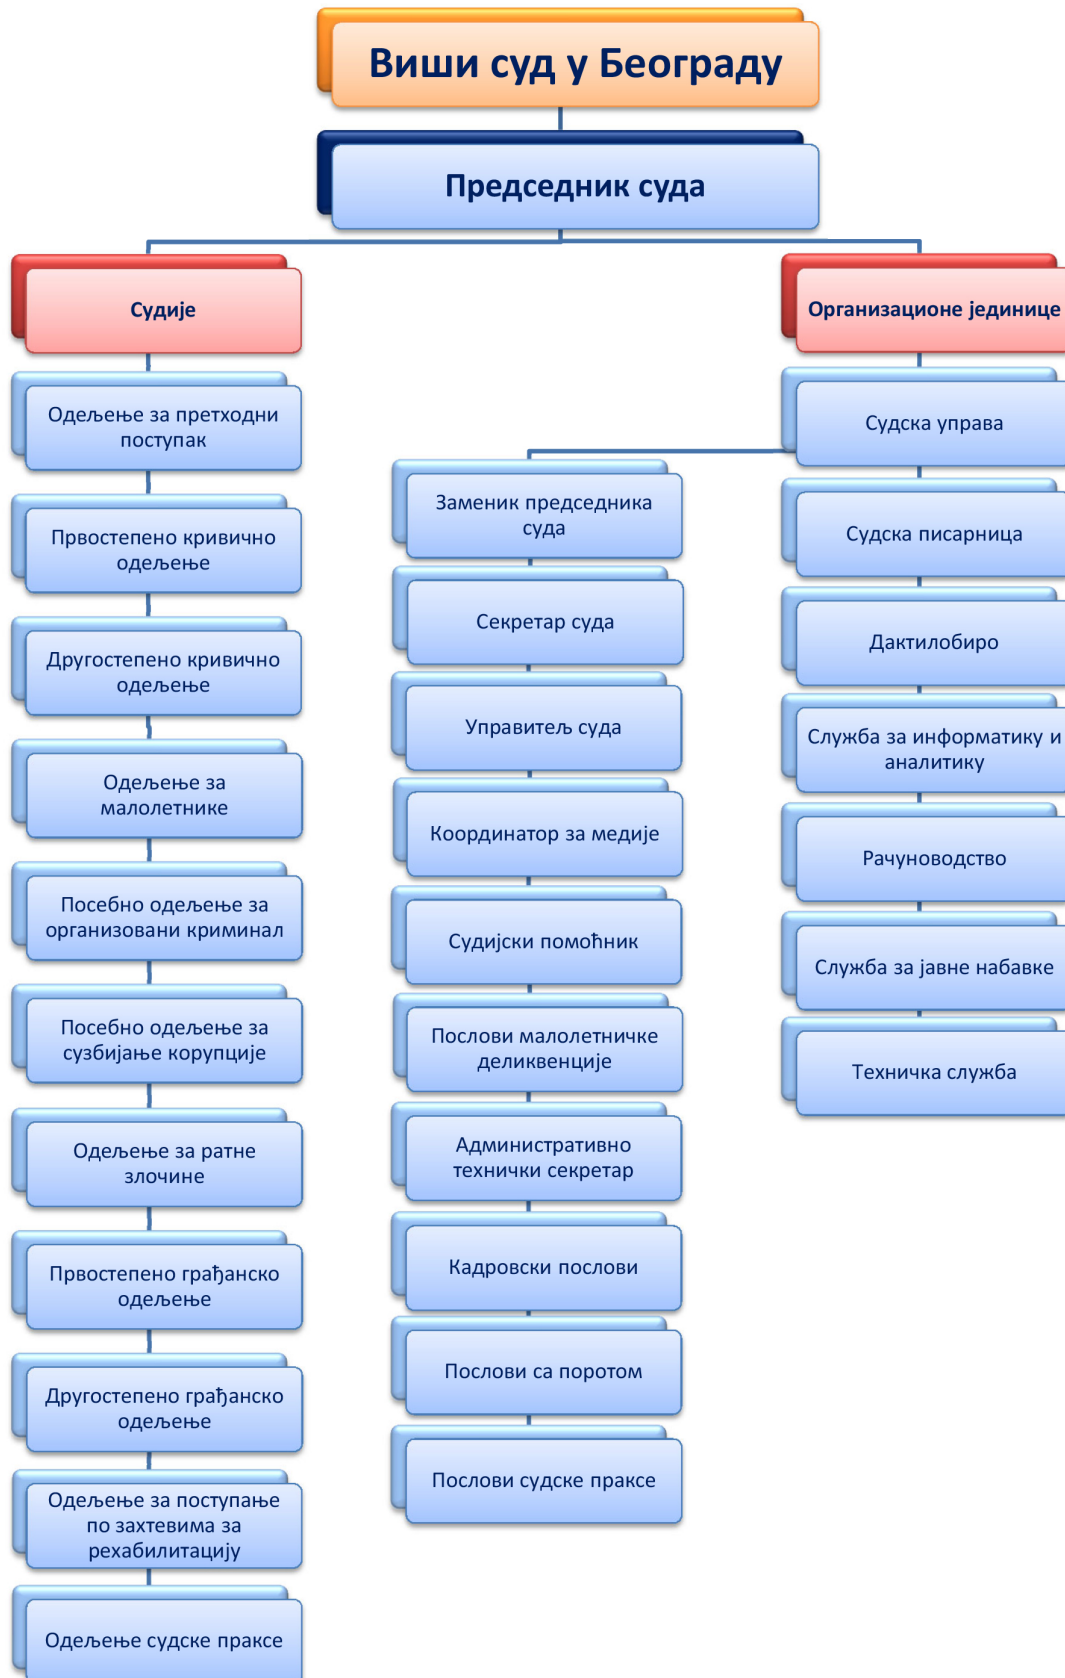 Виши суд у Београду
Председник суда
Судије
Одељење за претходни
поступак
Првостепено кривично
одељење
Другостепено кривично
одељење
Одељење за
малолетнике
Посебно одељење за
организовани криминал
Посебно одељење за
сузбијање корупције
Одељење за ратне
злочине
Првостепено грађанско
одељење
Другостепено грађанско
одељење
Одељење за поступање
по захтевима за
рехабилитацију
Одељење судске праксе
Заменик председника
суда
Секретар суда
Управитељ суда
Координатор за медије
Судијски помоћник
Послови малолетничке
деликвенције
Административно
технички секретар
Кадровски послови
Послови са поротом
Послови судске праксе
Организационе јединице
Судска управа
Судска писарница
Дактилобиро
Служба за информатику и
аналитику
Рачуноводство
Служба за јавне набавке
Техничка служба